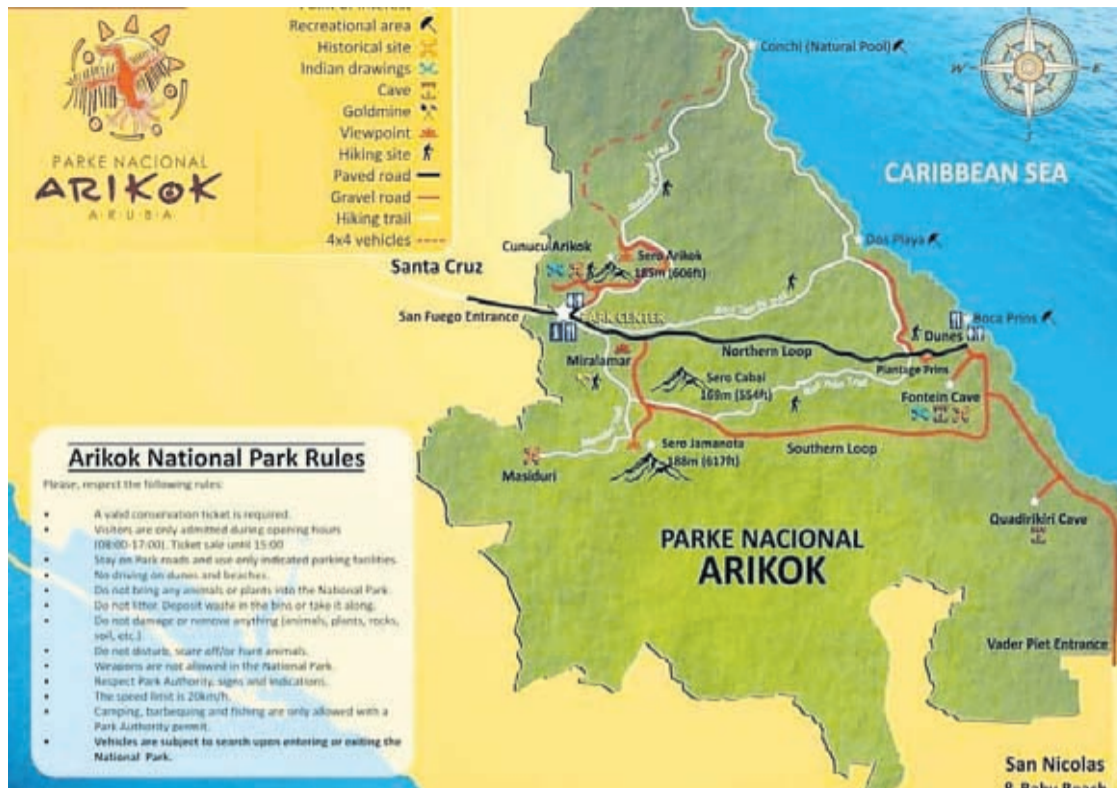 Recreational area
Historical site
Indian drawings
Cave
Goldmine
Viewpoint
Hiking site
Paved road
Gravel road
Hiking trail
4x4 vehicles
PARKE NACIONAL
ARIKOK
A·R·U·B·A
W
E
CARIBBEAN SEA
Conchi (Natural Pool)
Dos Playa
Cunucu Arikok
Sero Arikok
185m (606ft)
Santa Cruz
San Fuego Entrance
PARK CENTER
Boca Prins
Dunes
Northern Loop
Miralamar
Plantage Prins
Sero Cabai
169m (554ft)
Fontein Cave
Southern Loop
Sero Jamanota
188m (617ft)
Masiduri
Quadirikiri Cave
PARKE NACIONAL
ARIKOK
Vader Piet Entrance
San Nicolas
& Baby Beach
Arikok National Park Rules
Please, respect the following rules:
• A valid conservation ticket is required.
• Visitors are only admitted during opening hours
(08:00-17:00). Ticket sale until 15:00
• Stay on Park roads and use only indicated parking facilities.
• No driving on dunes and beaches.
• Do not bring any animals or plants into the National Park.
• Do not litter. Deposit waste in the bins or take it along.
• Do not damage or remove anything (animals, plants, rocks,
soil, etc.)
• Do not disturb, scare off/or hunt animals.
• Weapons are not allowed in the National Park.
• Respect Park Authority, signs and indications.
• The speed limit is 20km/h.
• Camping, barbequing and fishing are only allowed with a
Park Authority permit.
• Vehicles are subject to search upon entering or exiting the
National Park.